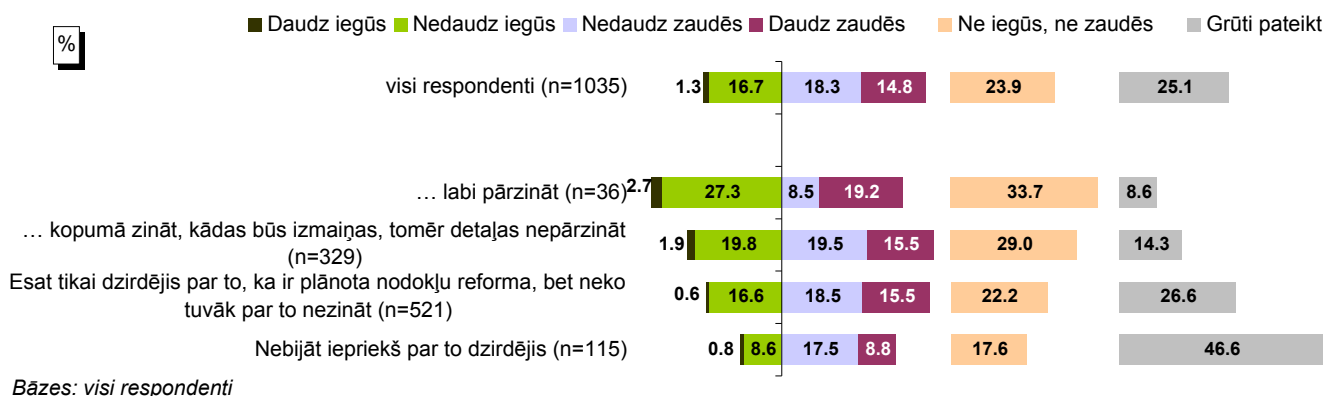 Daudz iegūs Nedaudz iegūs Nedaudz zaudēs Daudz zaudēs Ne iegūs, ne zaudēs Grūti pateikt
%
visi respondenti (n=1035) 1.3 16.7 18.3 14.8 23.9 25.1
… labi pārzināt (n=36) 2.7 27.3 8.5 19.2 33.7 8.6
… kopumā zināt, kādas būs izmaiņas, tomēr detaļas nepārzināt
(n=329) 1.9 19.8 19.5 15.5 29.0 14.3
Esat tikai dzirdējis par to, ka ir plānota nodokļu reforma, bet neko
tuvāk par to nezināt (n=521) 0.6 16.6 18.5 15.5 22.2 26.6
Nebijāt iepriekš par to dzirdējis (n=115) 0.8 8.6 17.5 8.8 17.6 46.6
Bāzes: visi respondenti